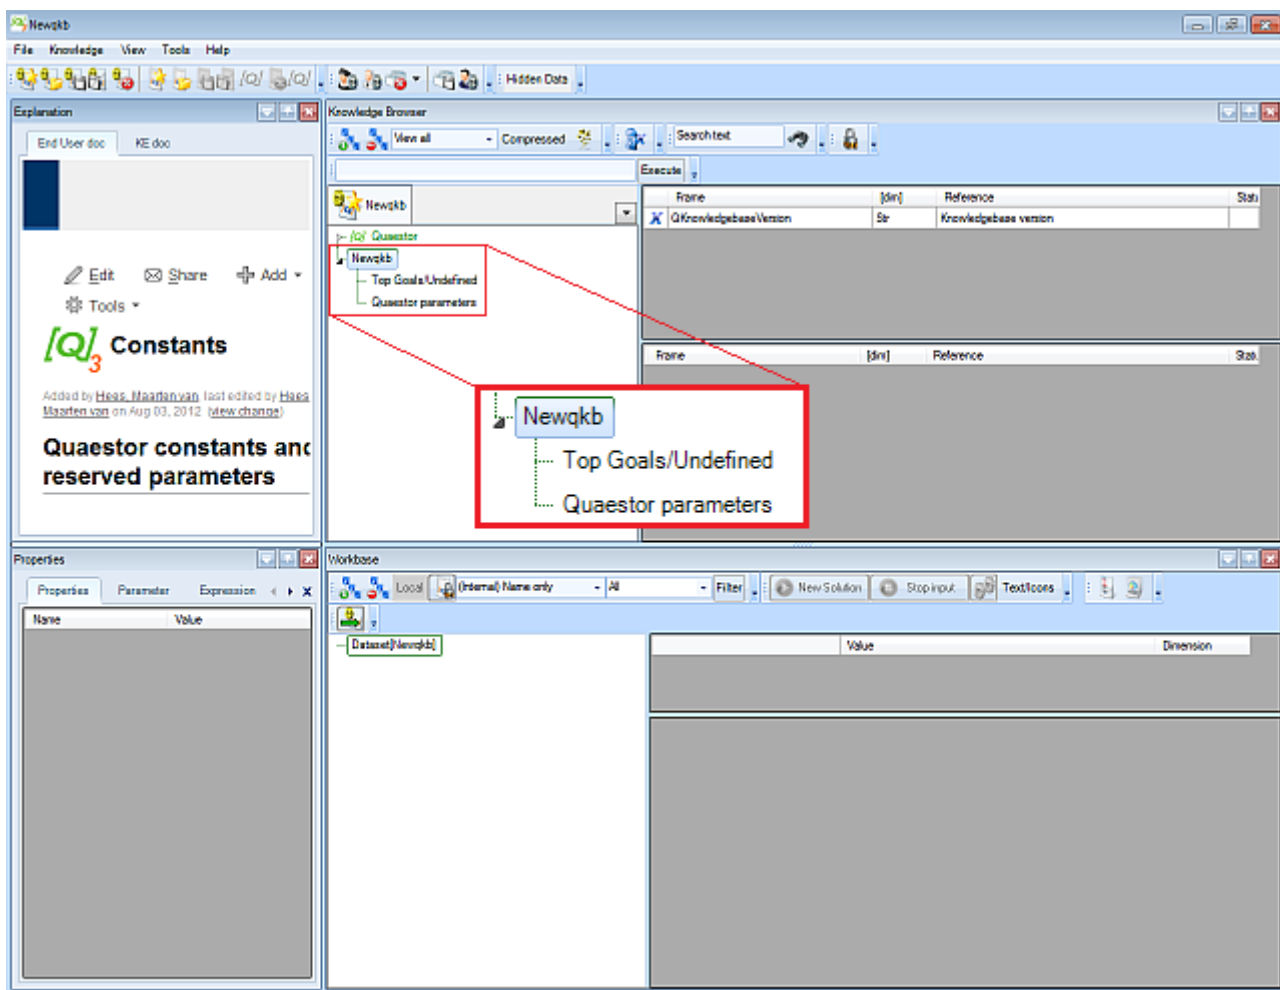 Newqkb
File Knowledge View Tools Help
[Q] [Q] Hidden Data
Explanation
End User doc KE doc
Edit Share Add
Tools
[Q]3 Constants
Added by Hees, Maarten van, last edited by Hees
Maarten van on Aug 03, 2012 (view change)
Quaestor constants and
reserved parameters
Knowledge Browser
View all Compressed Search text
Execute
Newqkb
[Q] Quaestor
Newqkb
Top Goals/Undefined
Quaestor parameters
Frame [dim] Reference Statu
QKnowledgebaseVersion Str Knowledgebase version
Frame [dim] Reference Statu
Newqkb
Top Goals/Undefined
Quaestor parameters
Properties
Properties Parameter Expression
Name Value
Workbase
Local (Internal) Name only All Filter New Solution Stop input Text/Icons
Dataset[Newqkb]
Value Dimension